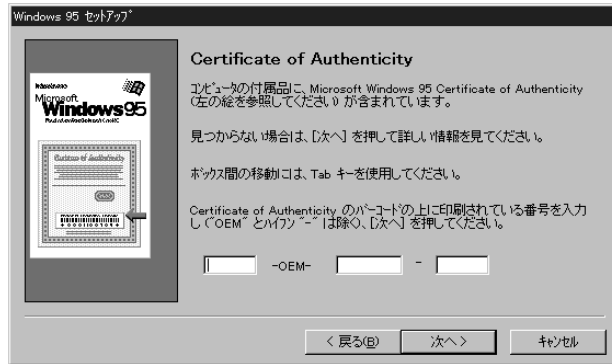 Windows 95 セットアップ
Microsoft
Windows95
Certificate of Authenticity
コンピュータの付属品に、Microsoft Windows 95 Certificate of Authenticity
(左の絵を参照してください) が含まれています。
見つからない場合は、[次へ] を押して詳しい情報を見てください。
ボックス間の移動には、Tab キーを使用してください。
Certificate of Authenticity のバーコードの上に印刷されている番号を入力
し ("OEM" とハイフン "-" は除く)、[次へ] を押してください。
-OEM- -
< 戻る(B) 次へ > キャンセル